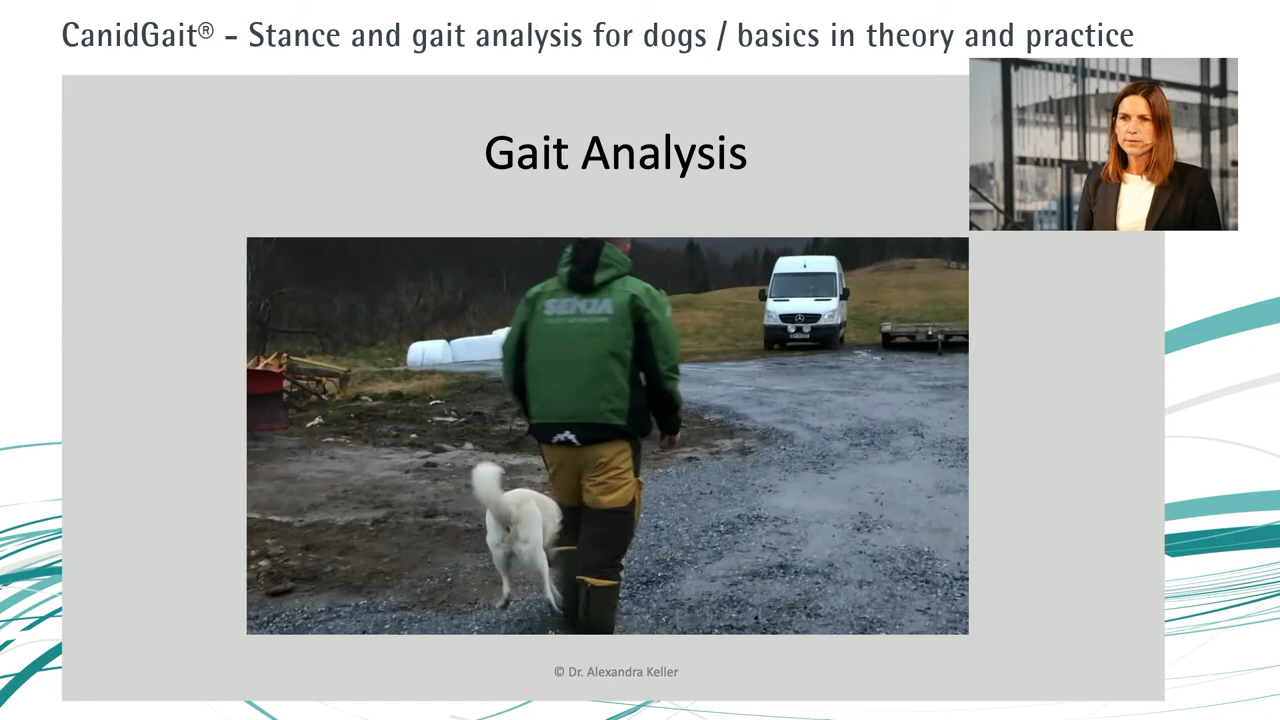 CanidGait® - Stance and gait analysis for dogs / basics in theory and practice
Gait Analysis
SENJA
© Dr. Alexandra Keller